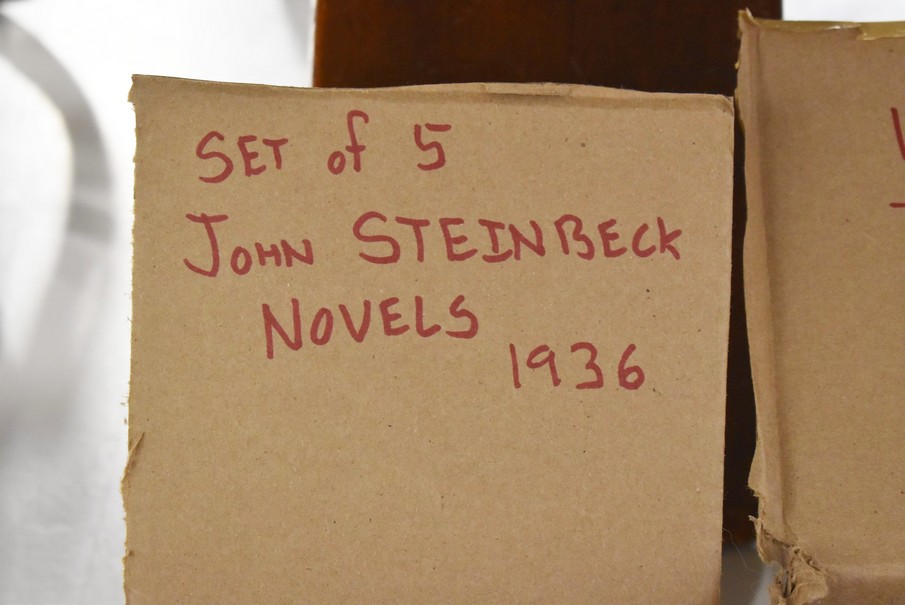 SET of 5
JOHN STEINBECK
NOVELS
1936